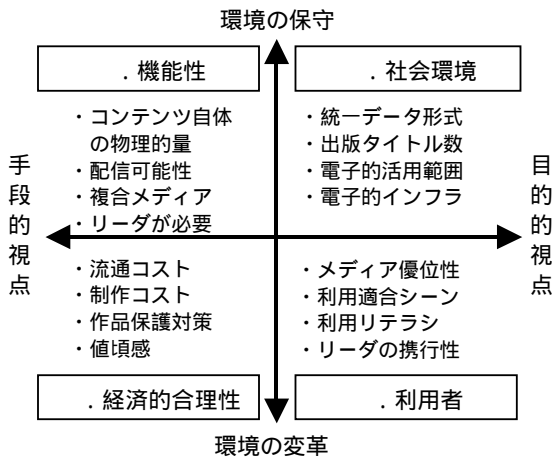 環境の保守
．機能性
・コンテンツ自体
の物理的量
・配信可能性
・複合メディア
・リーダが必要
．社会環境
・統一データ形式
・出版タイトル数
・電子的活用範囲
・電子的インフラ
手段的視点
目的的視点
・流通コスト
・制作コスト
・作品保護対策
・値頃感
．経済的合理性
・メディア優位性
・利用適合シーン
・利用リテラシ
・リーダの携行性
．利用者
環境の変革